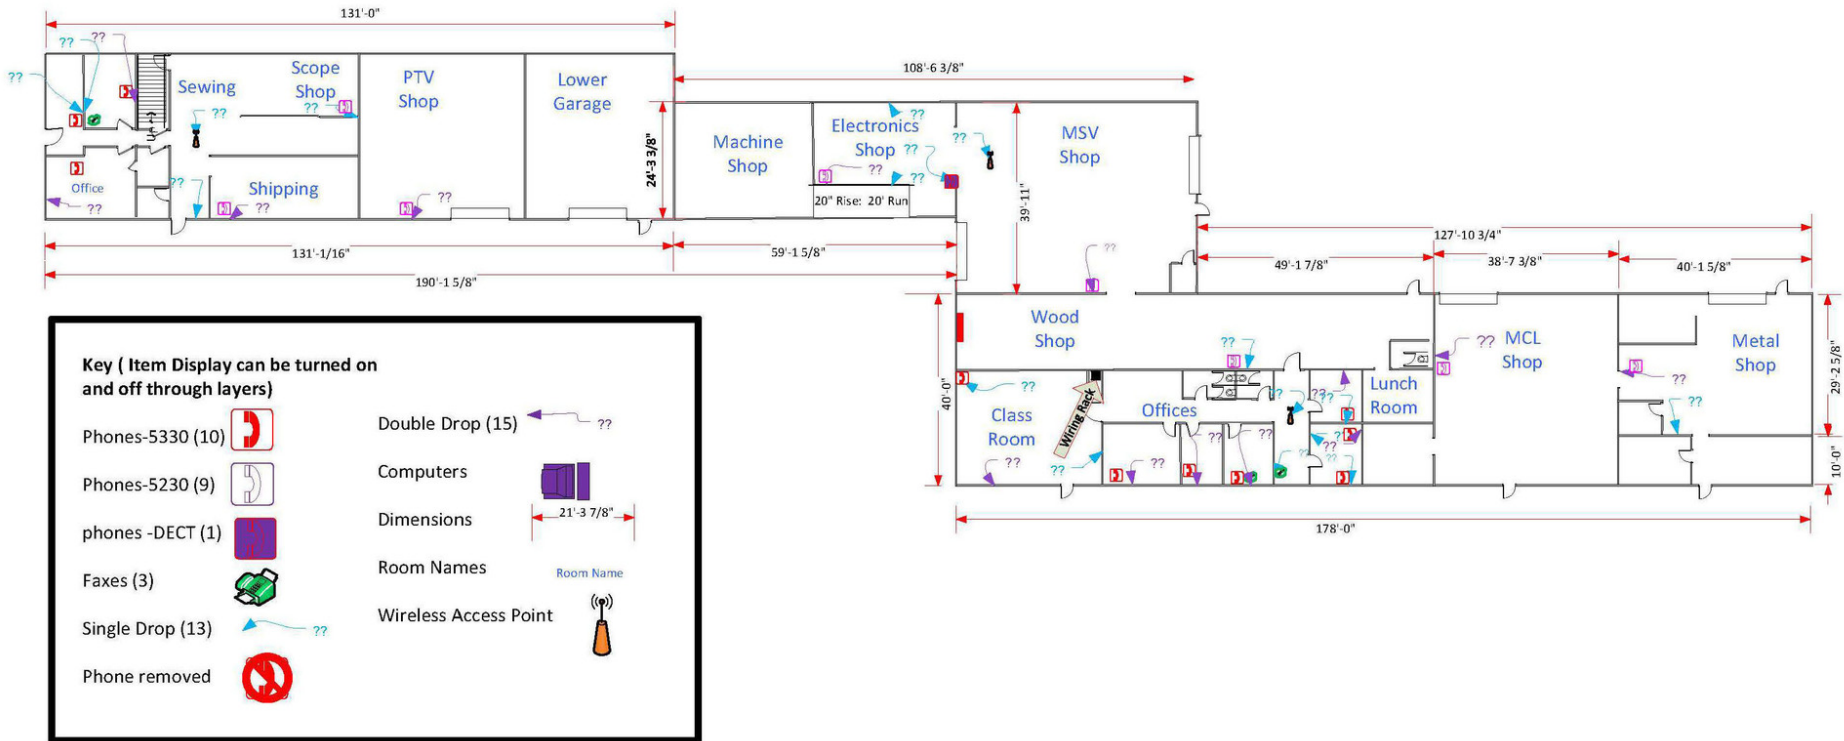 131'-0"
??
??
??
Sewing
Scope
Shop
??
??
PTV
Shop
Lower
Garage
108'-6 3/8"
24'-3 3/8"
Machine
Shop
Electronics
Shop
??
??
??
??
??
MSV
Shop
39'-11"
Office
??
??
Shipping
??
??
20" Rise: 20' Run
??
131'-1/16"
59'-1 5/8"
190'-1 5/8"
127'-10 3/4"
49'-1 7/8"
38'-7 3/8"
40'-1 5/8"
Wood
Shop
??
??
MCL
Shop
Metal
Shop
??
??
29'-2 5/8"
10'-0"
40'-0"
??
Class
Room
Wiring Rack
Offices
Lunch
Room
??
??
??
??
??
??
??
??
??
??
178'-0"
Key ( Item Display can be turned on
and off through layers)
Phones-5330 (10)
Phones-5230 (9)
phones -DECT (1)
Faxes (3)
Single Drop (13)
??
Phone removed
Double Drop (15)
??
Computers
Dimensions
21'-3 7/8"
Room Names
Room Name
Wireless Access Point